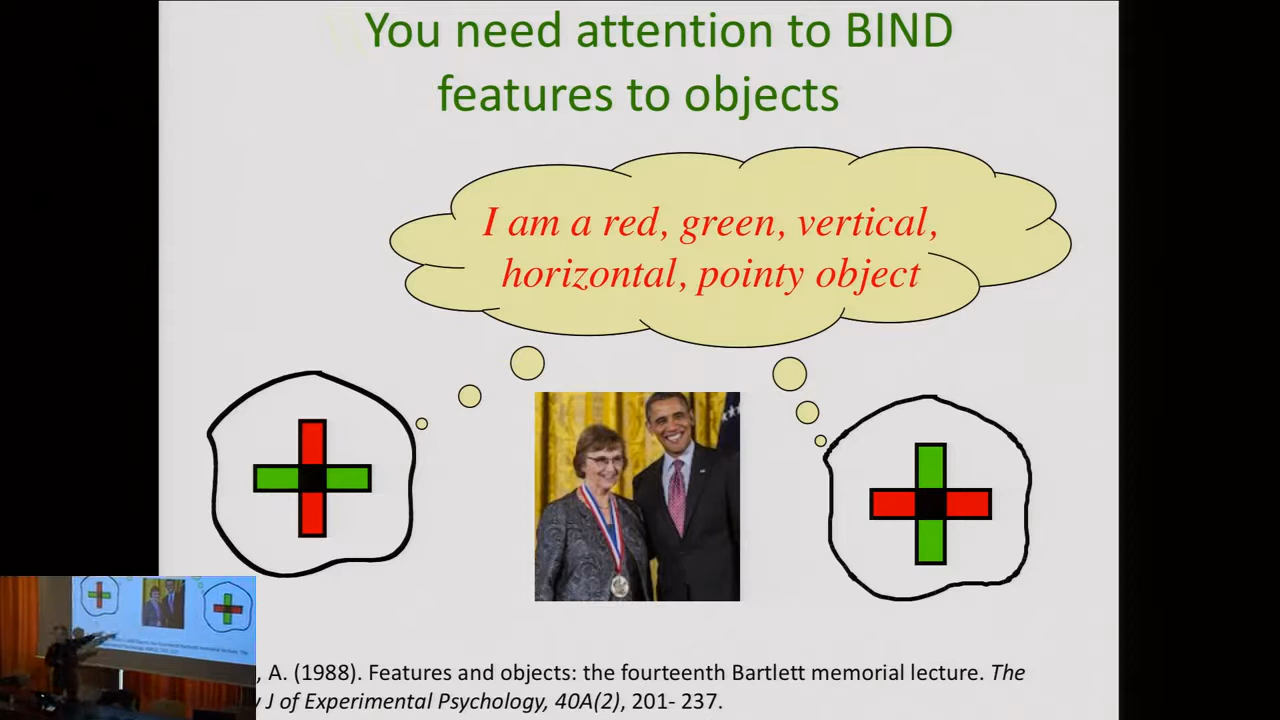 You need attention to BIND
features to objects
I am a red, green, vertical,
horizontal, pointy object
, A. (1988). Features and objects: the fourteenth Bartlett memorial lecture. The
J of Experimental Psychology, 40A(2), 201- 237.